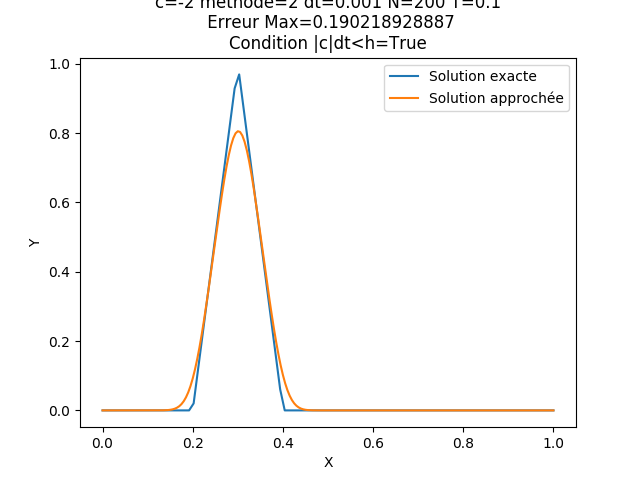 c=-2 methode=2 dt=0.001 N=200 T=0.1
Erreur Max=0.190218928887
Condition |c|dt<h=True
Solution exacte
Solution approchée
1.0
0.8
0.6
0.4
0.2
0.0
Y
0.0 0.2 0.4 0.6 0.8 1.0
X